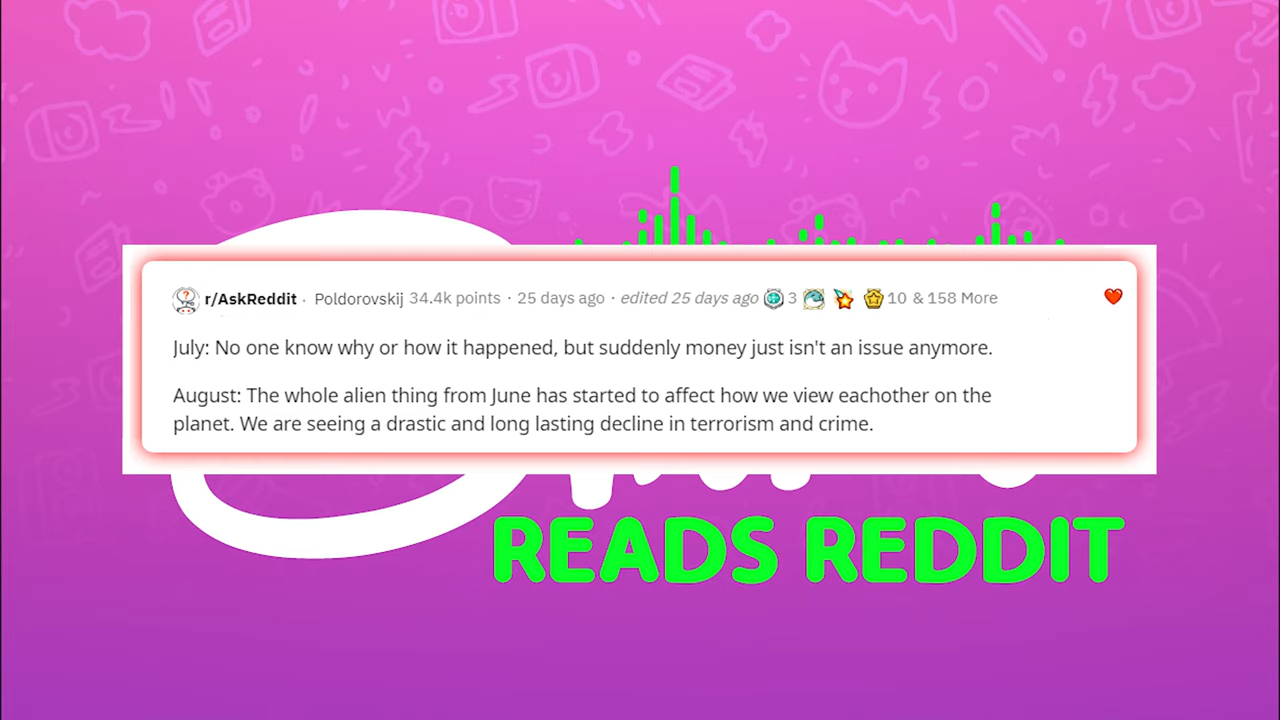 r/AskReddit · Poldorovskij 34.4k points · 25 days ago · edited 25 days ago 3 10 & 158 More
July: No one know why or how it happened, but suddenly money just isn't an issue anymore.
August: The whole alien thing from June has started to affect how we view eachother on the
planet. We are seeing a drastic and long lasting decline in terrorism and crime.
READS REDDIT